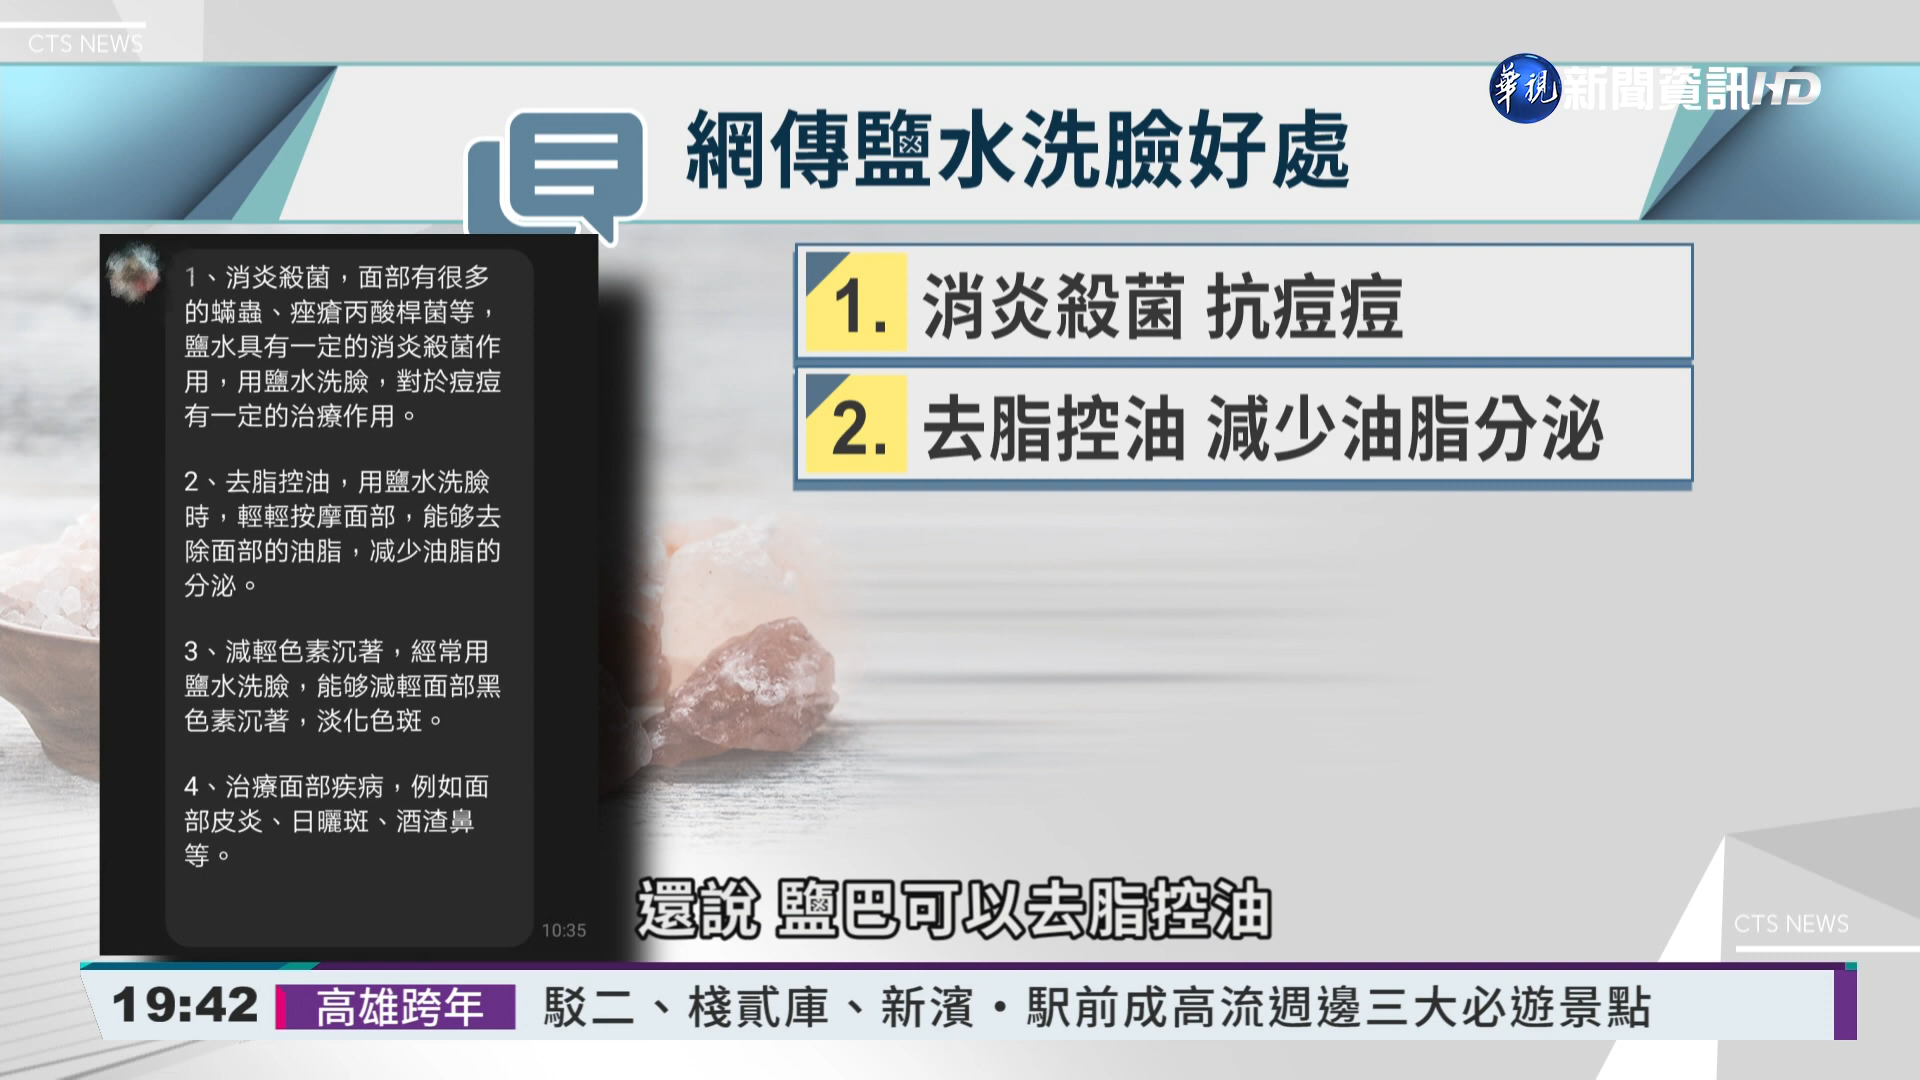 CTS NEWS
華視 新聞資訊HD
網傳鹽水洗臉好處
1、消炎殺菌，面部有很多
的蟎蟲、痤瘡丙酸桿菌等，
鹽水具有一定的消炎殺菌作
用，用鹽水洗臉，對於痘痘
有一定的治療作用。
2、去脂控油，用鹽水洗臉
時，輕輕按摩面部，能够去
除面部的油脂，减少油脂的
分泌。
3、減輕色素沉著，經常用
鹽水洗臉，能够減輕面部黑
色素沉著，淡化色斑。
4、治療面部疾病，例如面
部皮炎、日曬斑、酒渣鼻
等。
10:35
1. 消炎殺菌 抗痘痘
2. 去脂控油 減少油脂分泌
還說 鹽巴可以去脂控油
CTS NEWS
19:42 高雄跨年 駁二、棧貳庫、新濱·駅前成高流週邊三大必遊景點